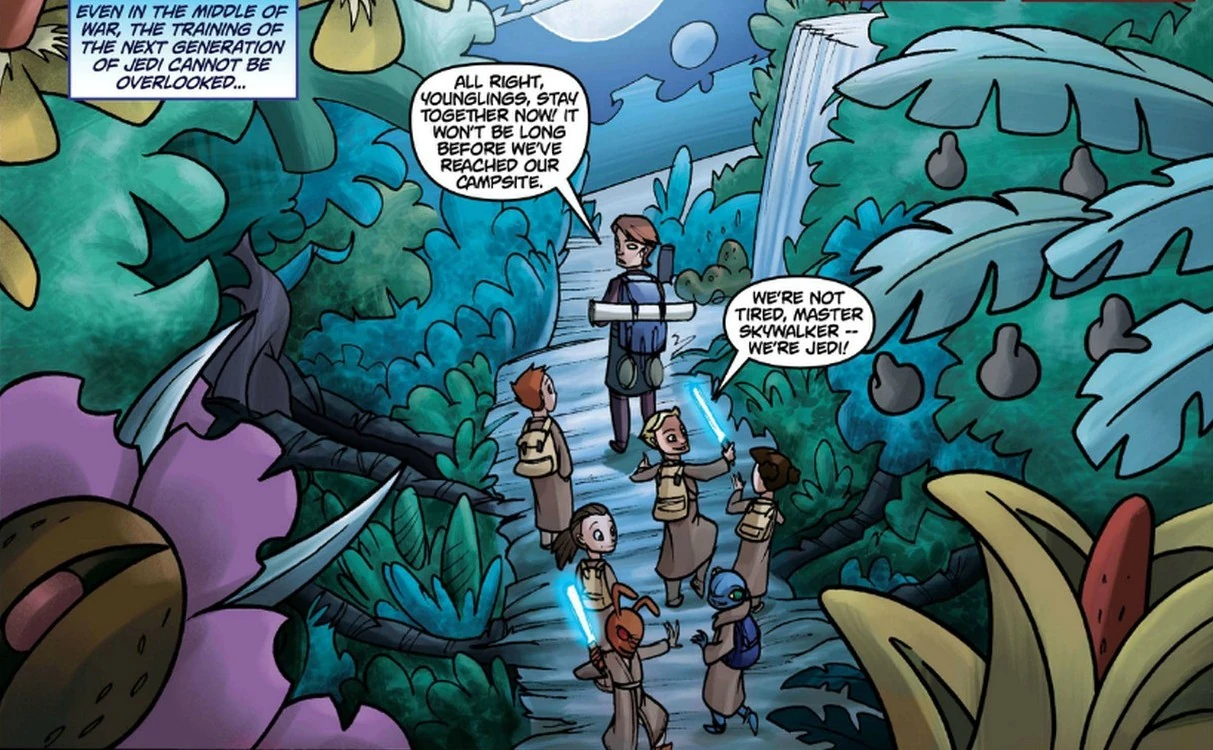 EVEN IN THE MIDDLE OF
WAR, THE TRAINING OF
THE NEXT GENERATION
OF JEDI CANNOT BE
OVERLOOKED...
ALL RIGHT,
YOUNGLINGS, STAY
TOGETHER NOW! IT
WON'T BE LONG
BEFORE WE'VE
REACHED OUR
CAMPSITE.
WE'RE NOT
TIRED, MASTER
SKYWALKER --
WE'RE JEDI!